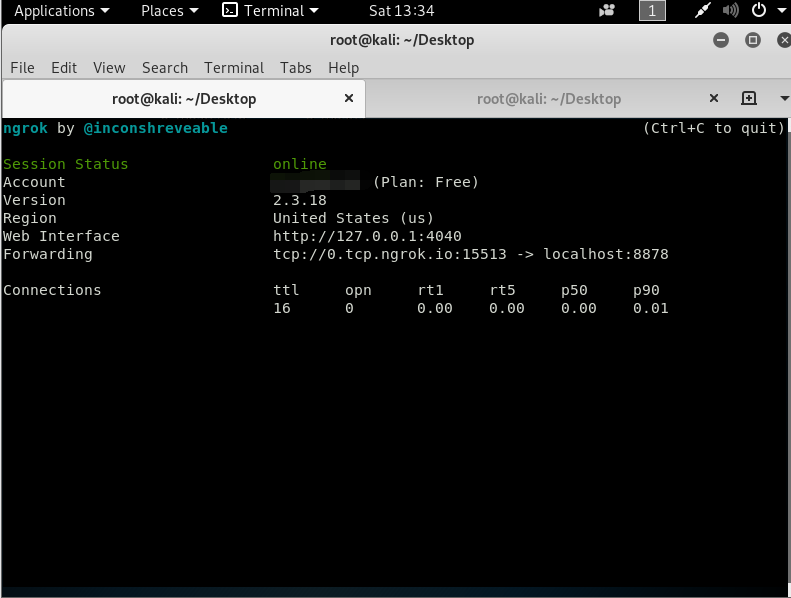 Applications Places Terminal Sat 13:34 1
root@kali: ~/Desktop
File Edit View Search Terminal Tabs Help
root@kali: ~/Desktop root@kali: ~/Desktop
ngrok by @inconshreveable (Ctrl+C to quit)
Session Status online
Account (Plan: Free)
Version 2.3.18
Region United States (us)
Web Interface http://127.0.0.1:4040
Forwarding tcp://0.tcp.ngrok.io:15513 -> localhost:8878
Connections ttl opn rt1 rt5 p50 p90
16 0 0.00 0.00 0.00 0.01